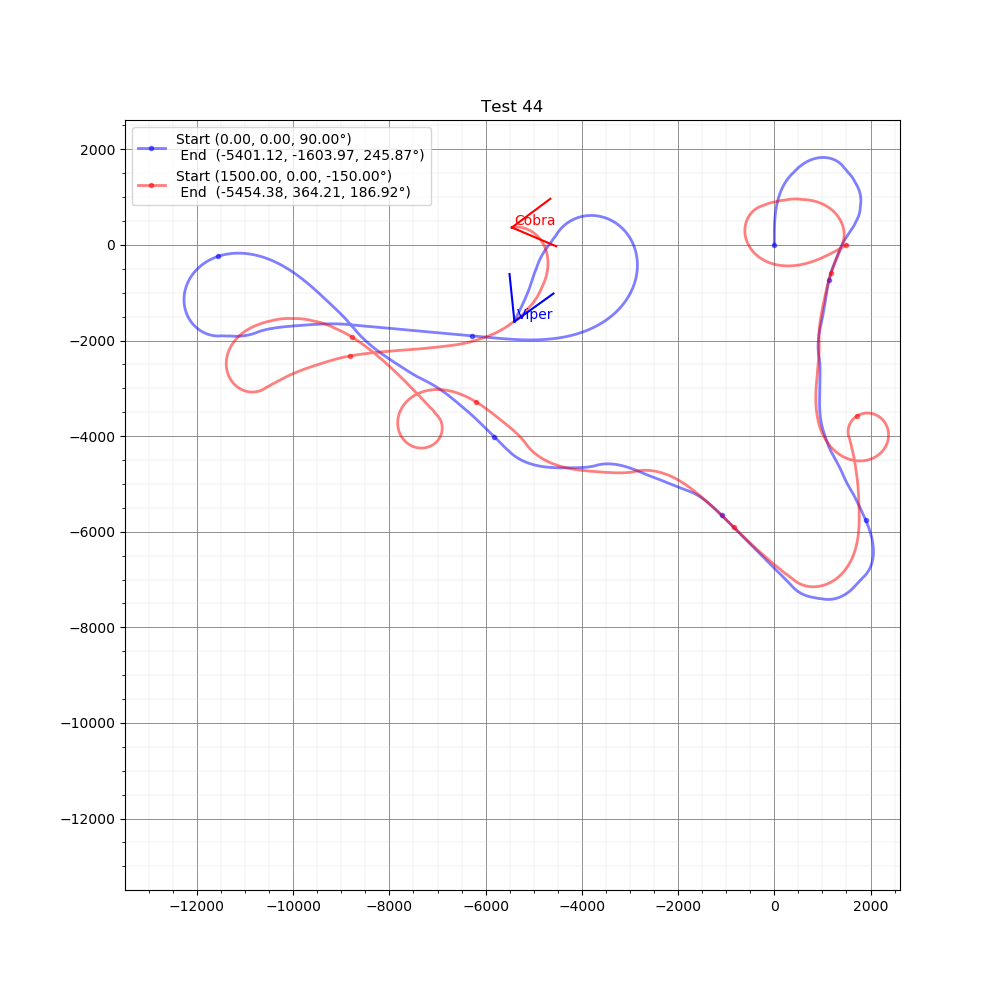 Test 44
Start (0.00, 0.00, 90.00°)
End  (-5401.12, -1603.97, 245.87°)
Start (1500.00, 0.00, -150.00°)
End  (-5454.38, 364.21, 186.92°)
2000
0
−2000
−4000
−6000
−8000
−10000
−12000
Cobra
Viper
−12000 −10000 −8000 −6000 −4000 −2000 0 2000